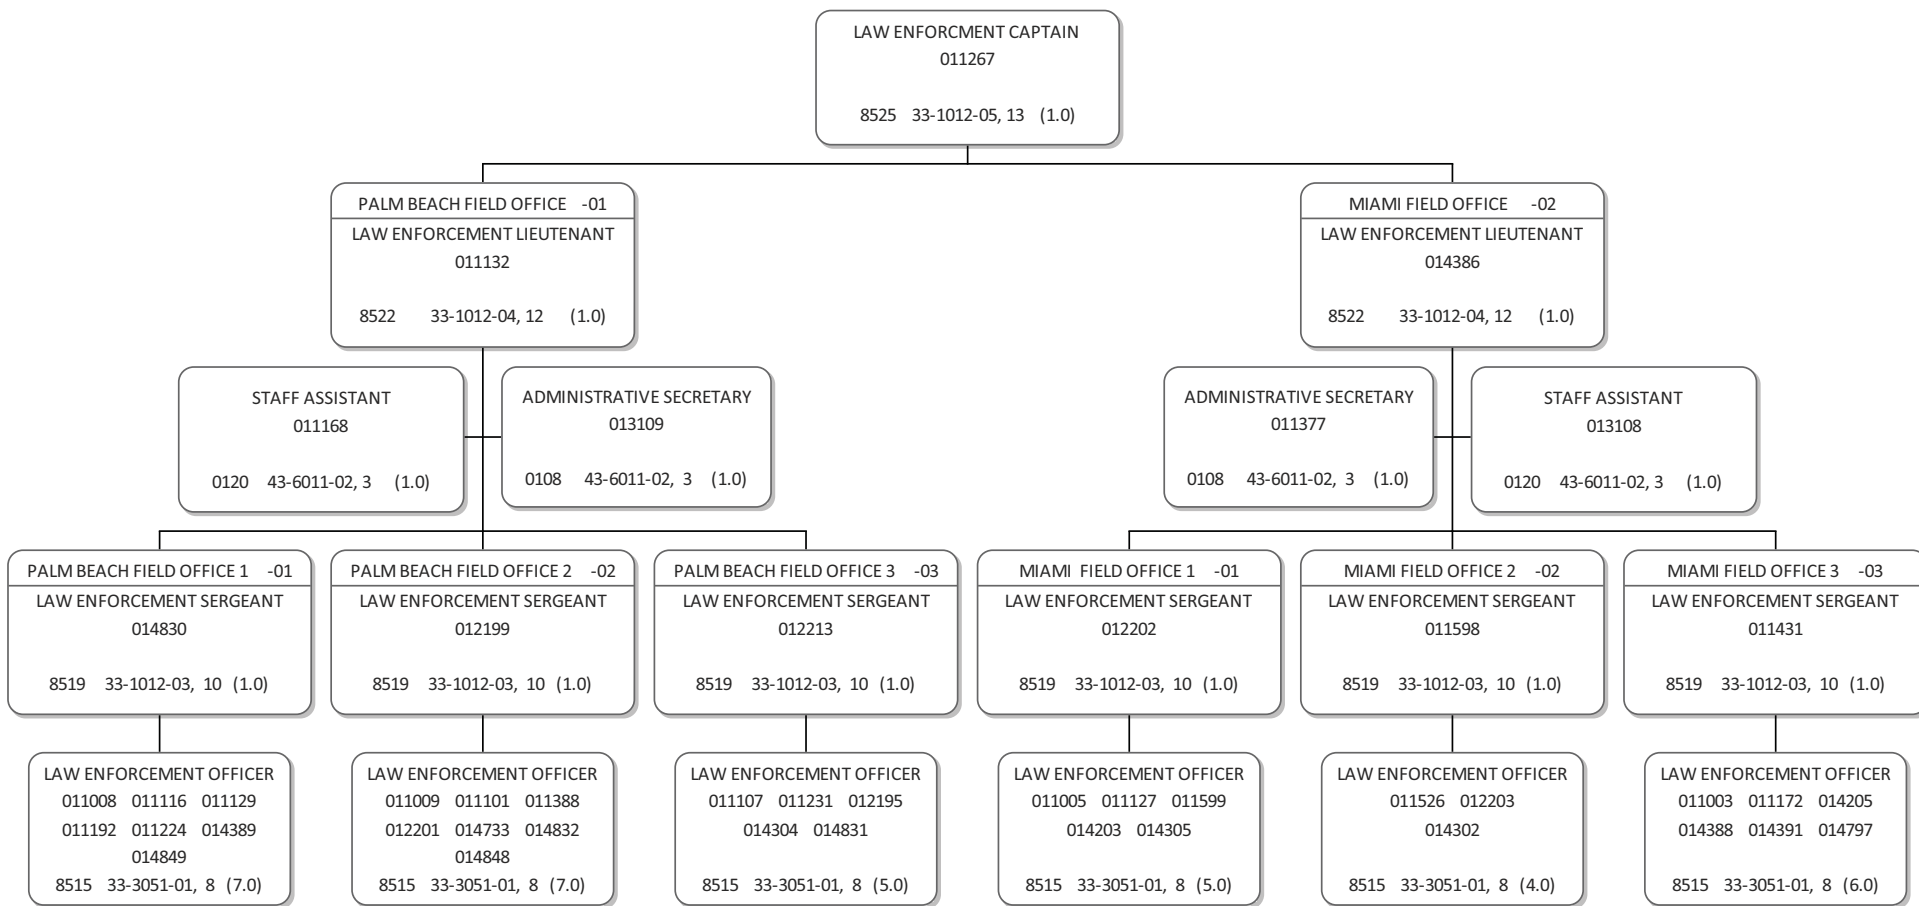 LAW ENFORCMENT CAPTAIN
011267
8525 33-1012-05, 13 (1.0)
PALM BEACH FIELD OFFICE -01
LAW ENFORCEMENT LIEUTENANT
011132
8522 33-1012-04, 12 (1.0)
MIAMI FIELD OFFICE -02
LAW ENFORCEMENT LIEUTENANT
014386
8522 33-1012-04, 12 (1.0)
STAFF ASSISTANT
011168
0120 43-6011-02, 3 (1.0)
ADMINISTRATIVE SECRETARY
013109
0108 43-6011-02, 3 (1.0)
ADMINISTRATIVE SECRETARY
011377
0108 43-6011-02, 3 (1.0)
STAFF ASSISTANT
013108
0120 43-6011-02, 3 (1.0)
PALM BEACH FIELD OFFICE 1 -01
LAW ENFORCEMENT SERGEANT
014830
8519 33-1012-03, 10 (1.0)
PALM BEACH FIELD OFFICE 2 -02
LAW ENFORCEMENT SERGEANT
012199
8519 33-1012-03, 10 (1.0)
PALM BEACH FIELD OFFICE 3 -03
LAW ENFORCEMENT SERGEANT
012213
8519 33-1012-03, 10 (1.0)
MIAMI FIELD OFFICE 1 -01
LAW ENFORCEMENT SERGEANT
012202
8519 33-1012-03, 10 (1.0)
MIAMI FIELD OFFICE 2 -02
LAW ENFORCEMENT SERGEANT
011598
8519 33-1012-03, 10 (1.0)
MIAMI FIELD OFFICE 3 -03
LAW ENFORCEMENT SERGEANT
011431
8519 33-1012-03, 10 (1.0)
LAW ENFORCEMENT OFFICER
011008 011116 011129
011192 011224 014389
014849
8515 33-3051-01, 8 (7.0)
LAW ENFORCEMENT OFFICER
011009 011101 011388
012201 014733 014832
014848
8515 33-3051-01, 8 (7.0)
LAW ENFORCEMENT OFFICER
011107 011231 012195
014304 014831
8515 33-3051-01, 8 (5.0)
LAW ENFORCEMENT OFFICER
011005 011127 011599
014203 014305
8515 33-3051-01, 8 (5.0)
LAW ENFORCEMENT OFFICER
011526 012203
014302
8515 33-3051-01, 8 (4.0)
LAW ENFORCEMENT OFFICER
011003 011172 014205
014388 014391 014797
8515 33-3051-01, 8 (6.0)